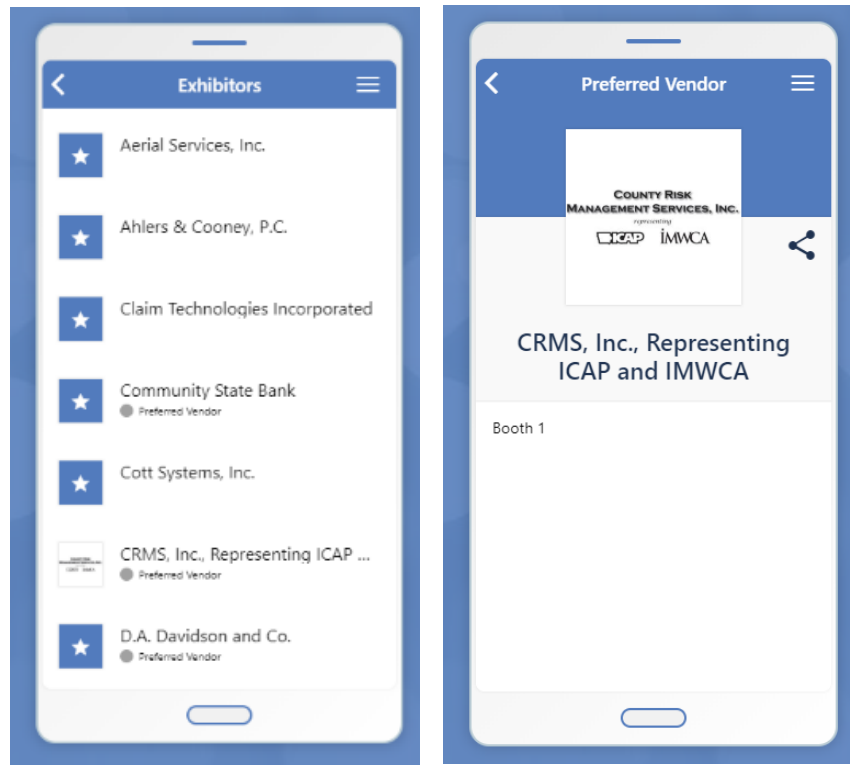 Exhibitors
Aerial Services, Inc.
Ahlers & Cooney, P.C.
Claim Technologies Incorporated
Community State Bank
Preferred Vendor
Cott Systems, Inc.
CRMS, Inc., Representing ICAP ...
Preferred Vendor
D.A. Davidson and Co.
Preferred Vendor
Preferred Vendor
County Risk
Management Services, Inc.
representing
ICAP IMWCA
CRMS, Inc., Representing
ICAP and IMWCA
Booth 1